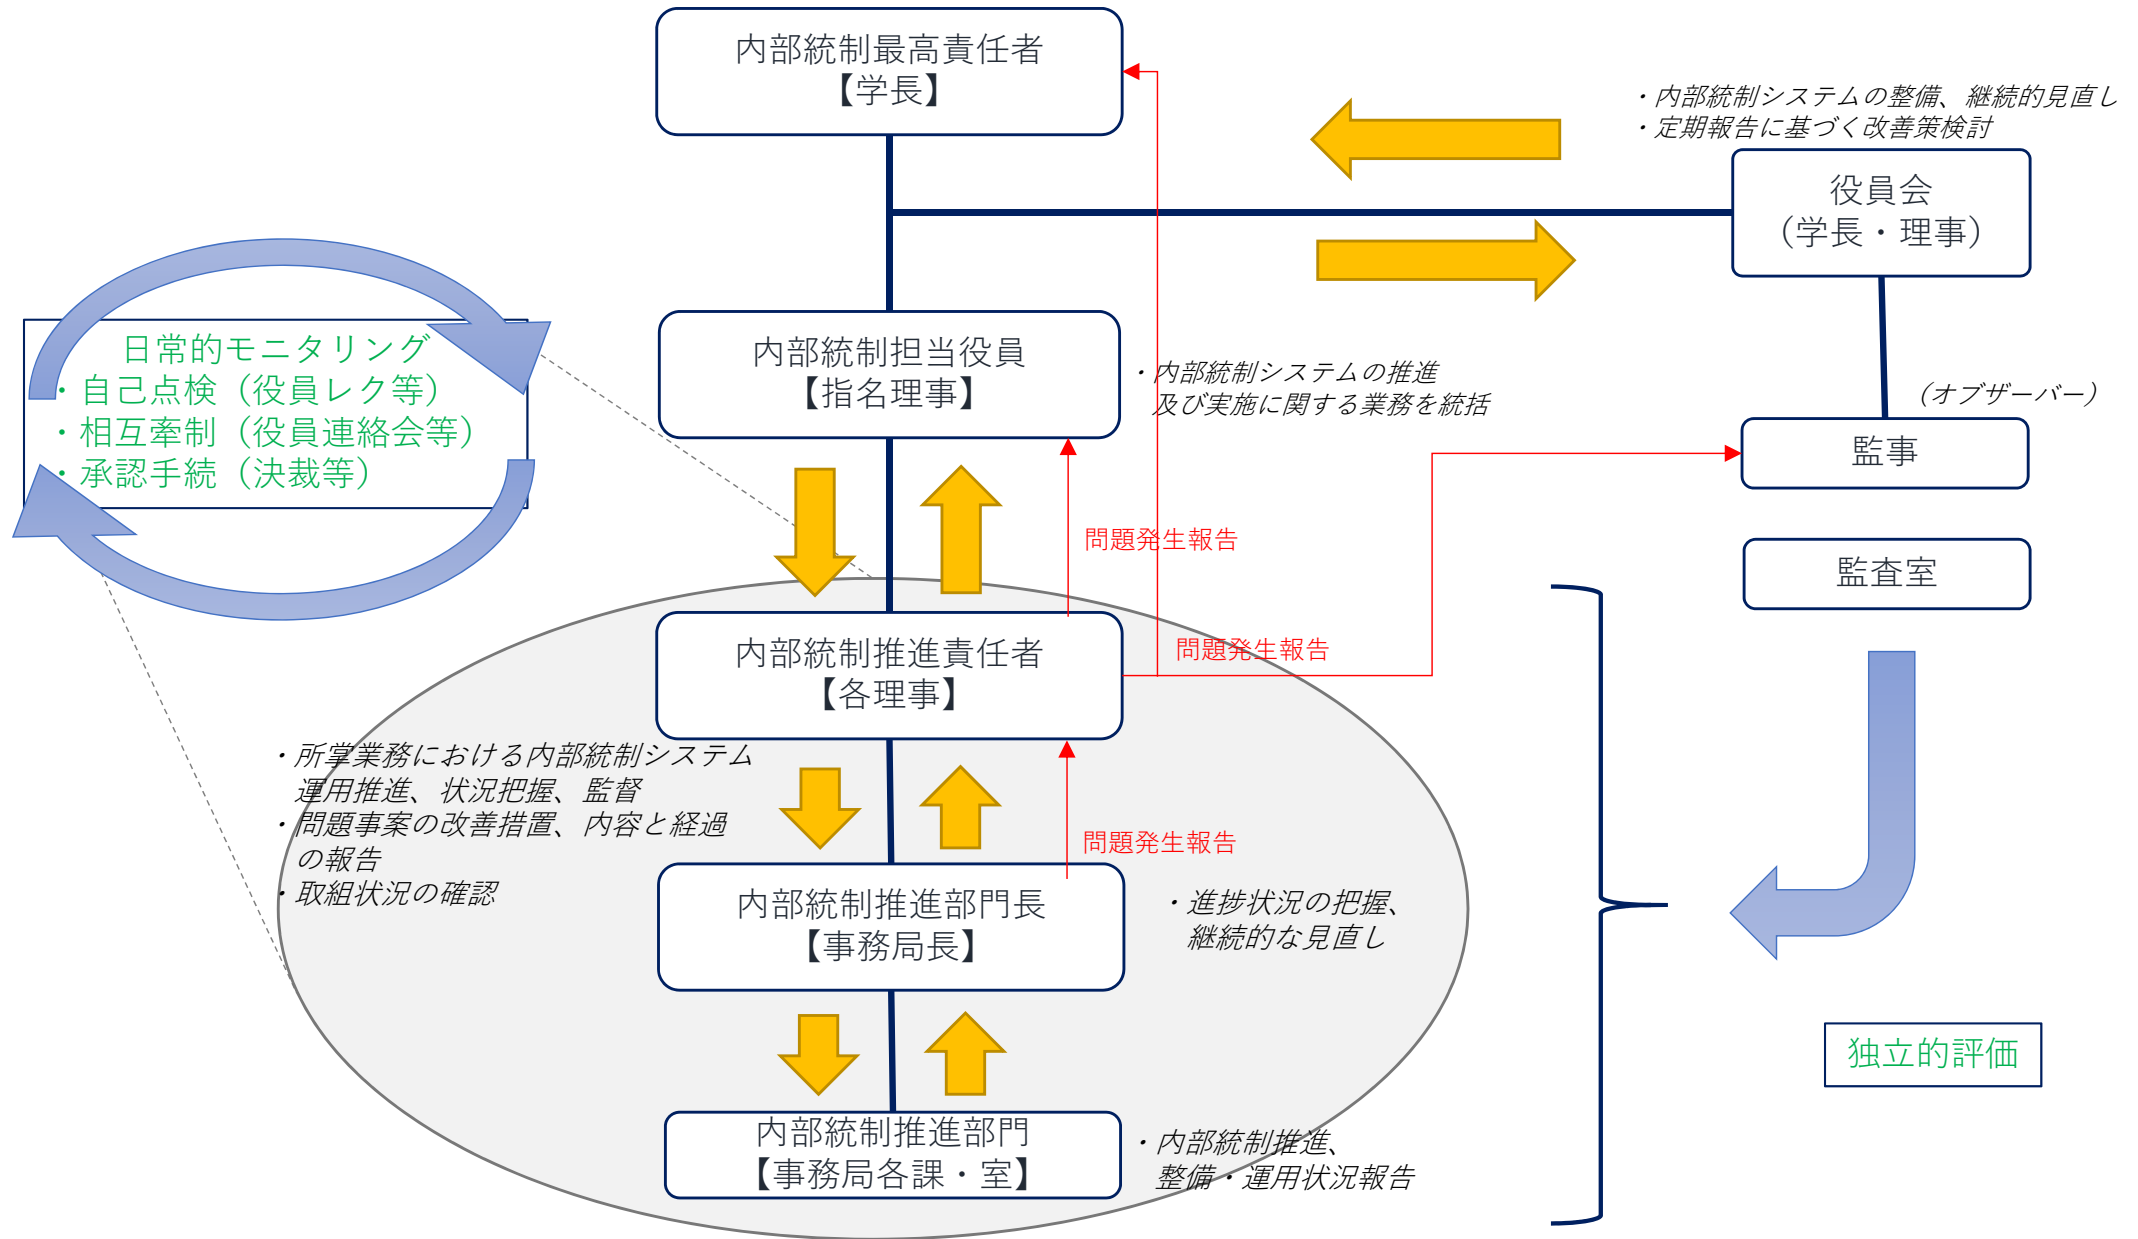 内部統制最高責任者
【学長】
・内部統制システムの整備、継続的見直し
・定期報告に基づく改善策検討
役員会
（学長・理事）
日常的モニタリング
・自己点検（役員レク等）
・相互牽制（役員連絡会等）
・承認手続（決裁等）
内部統制担当役員
【指名理事】
・内部統制システムの推進
及び実施に関する業務を統括
（オブザーバー）
監事
問題発生報告
監査室
内部統制推進責任者
【各理事】
問題発生報告
・所掌業務における内部統制システム
運用推進、状況把握、監督
・問題事案の改善措置、内容と経過
の報告
・取組状況の確認
問題発生報告
内部統制推進部門長
【事務局長】
・進捗状況の把握、
継続的な見直し
独立的評価
内部統制推進部門
【事務局各課・室】
・内部統制推進、
整備・運用状況報告